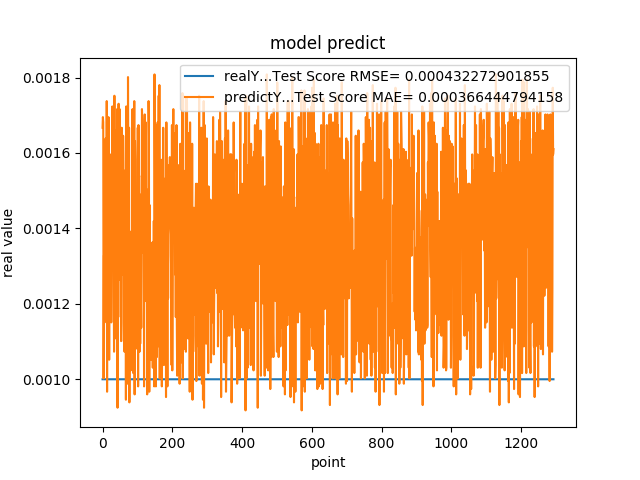 model predict
realY...Test Score RMSE= 0.000432272901855
predictY...Test Score MAE= 0.000366444794158
0.0018
0.0016
0.0014
0.0012
0.0010
real value
0 200 400 600 800 1000 1200
point